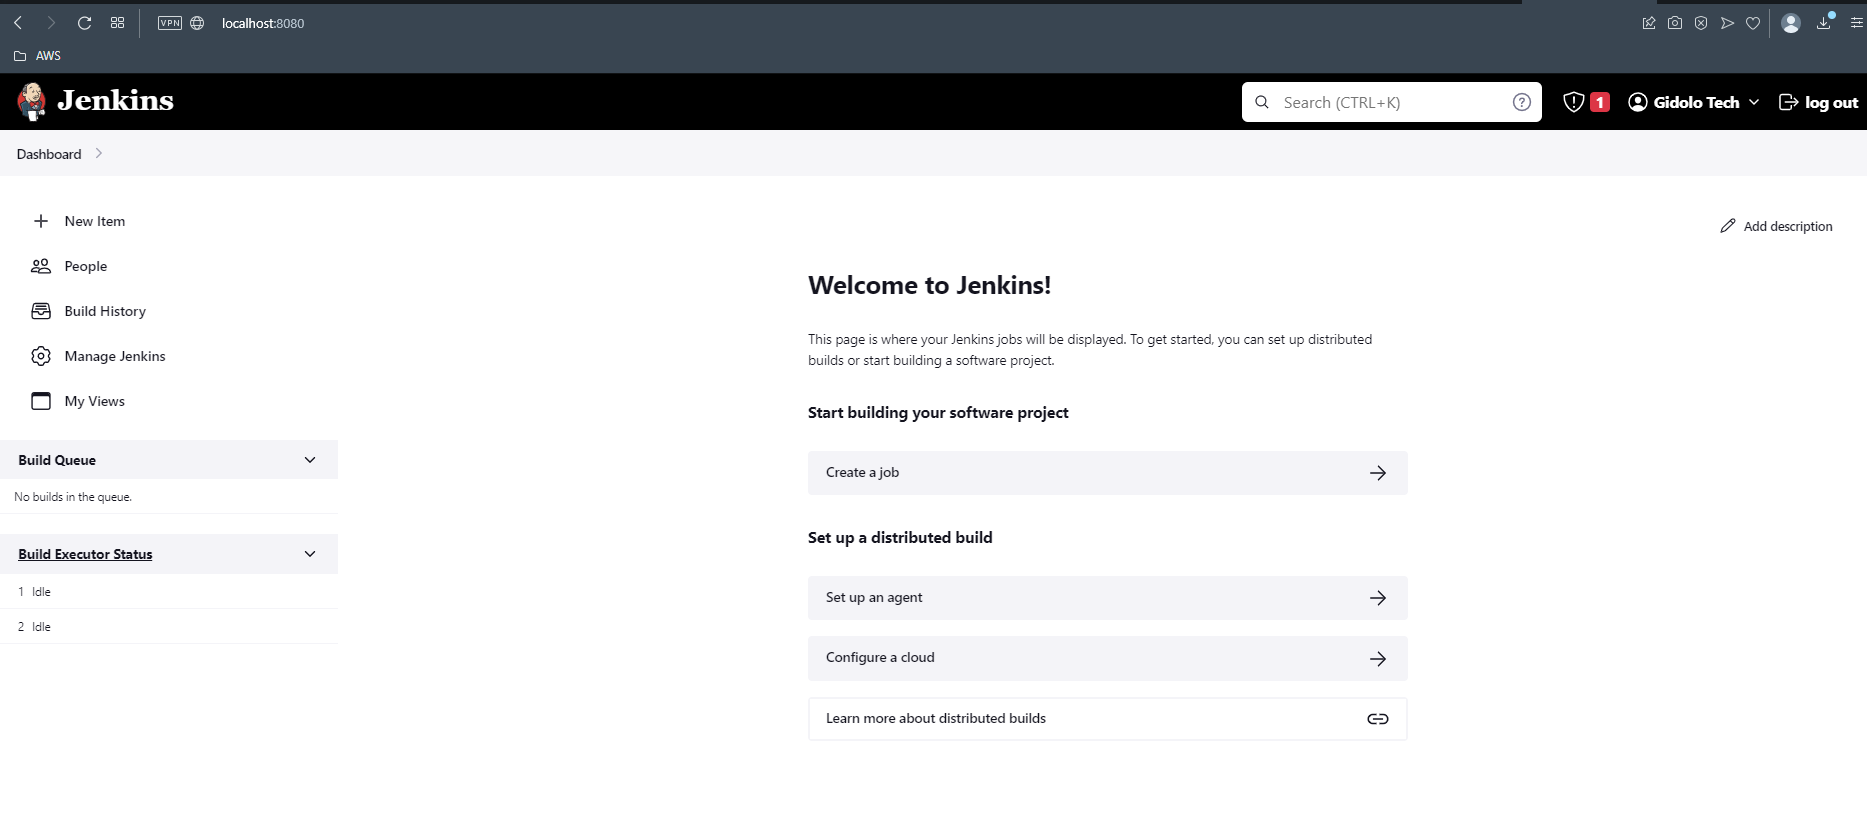 VPN
localhost:8080
AWS
Jenkins
Search (CTRL+K)
?
1
Gidolo Tech
log out
Dashboard
New Item
People
Build History
Manage Jenkins
My Views
Build Queue
No builds in the queue.
Build Executor Status
1 Idle
2 Idle
Add description
Welcome to Jenkins!
This page is where your Jenkins jobs will be displayed. To get started, you can set up distributed
builds or start building a software project.
Start building your software project
Create a job
Set up a distributed build
Set up an agent
Configure a cloud
Learn more about distributed builds